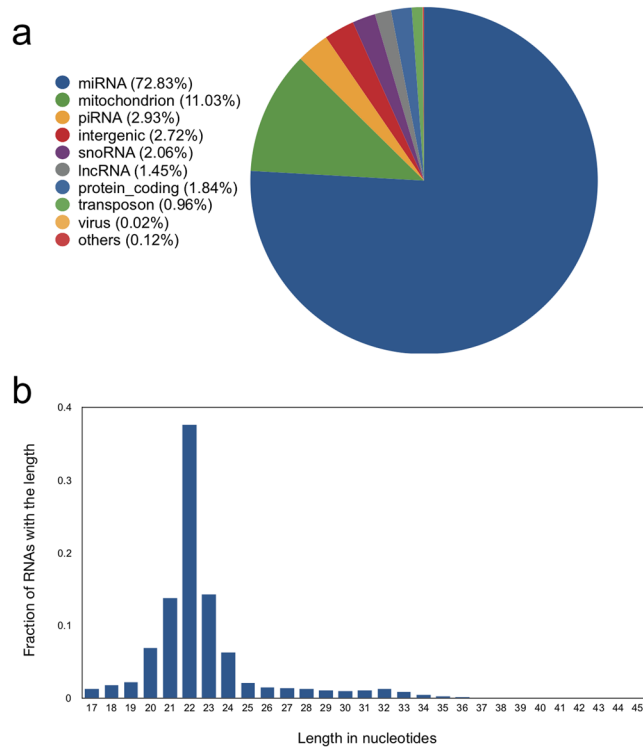 a
miRNA (72.83%)
mitochondrion (11.03%)
piRNA (2.93%)
intergenic (2.72%)
snoRNA (2.06%)
lncRNA (1.45%)
protein_coding (1.84%)
transposon (0.96%)
virus (0.02%)
others (0.12%)
b
Fraction of RNAs with the length
0.4
0.3
0.2
0.1
0
17 18 19 20 21 22 23 24 25 26 27 28 29 30 31 32 33 34 35 36 37 38 39 40 41 42 43 44 45
Length in nucleotides